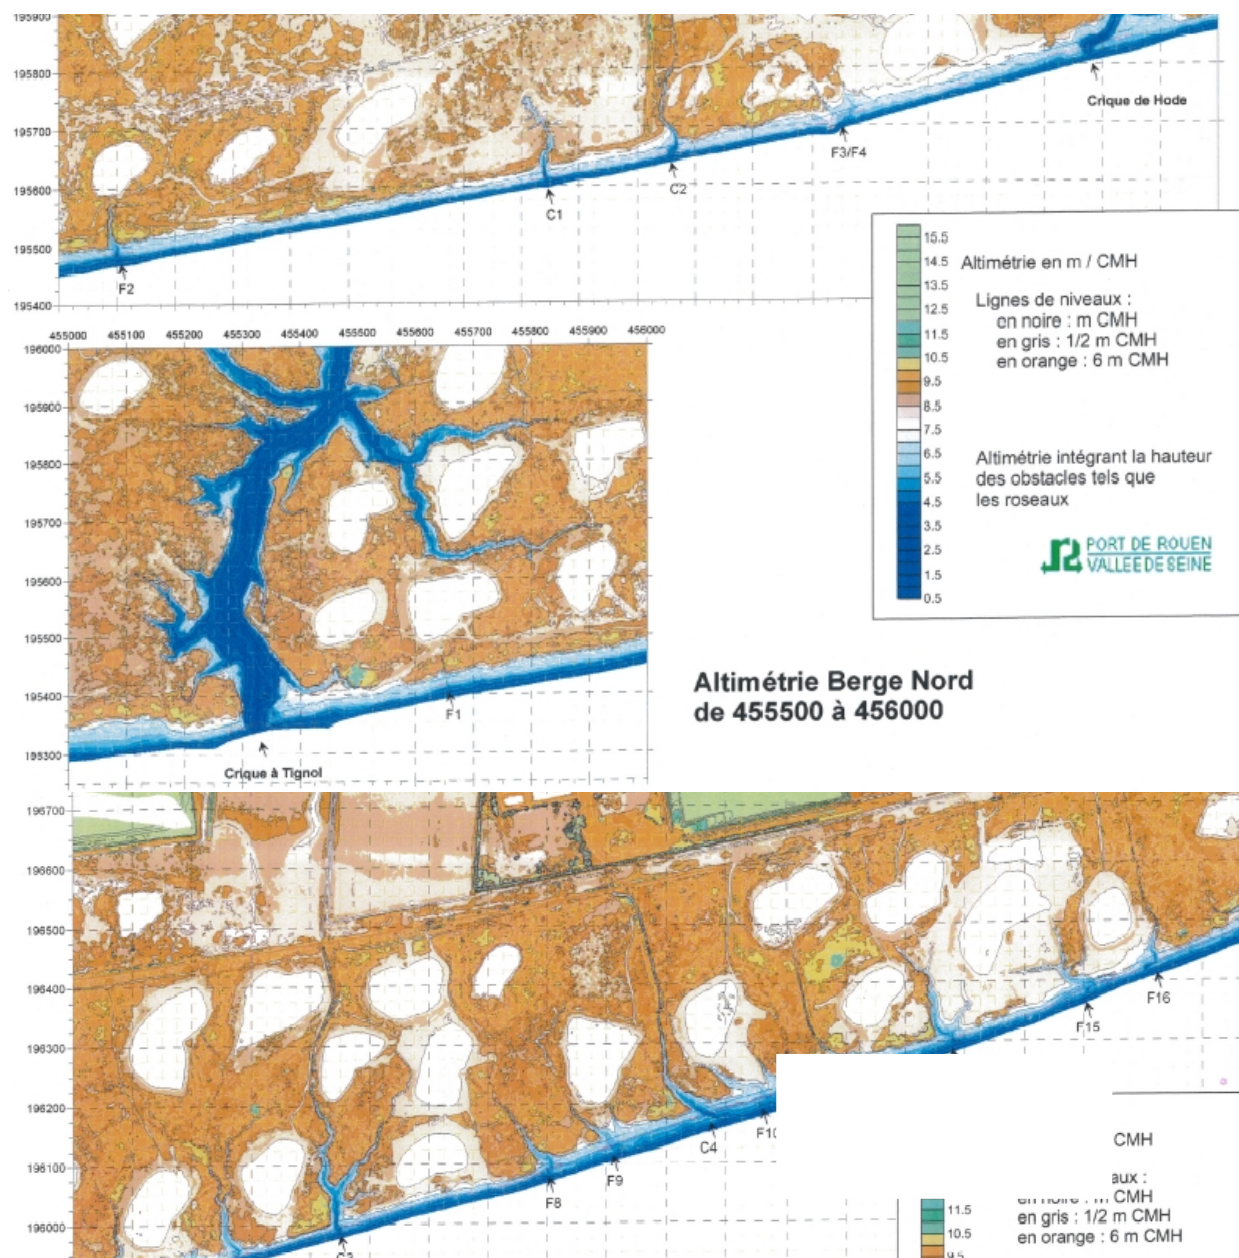 195900
195800
195700
195600
195500
195400
Crique de Hode
F3/F4
C2
C1
F2
15.5
14.5
13.5
12.5
11.5
10.5
9.5
8.5
7.5
6.5
5.5
4.5
3.5
2.5
1.5
0.5
Altimétrie en m / CMH
Lignes de niveaux :
en noire : m CMH
en gris : 1/2 m CMH
en orange : 6 m CMH
Altimétrie intégrant la hauteur
des obstacles tels que
les roseaux
PORT DE ROUEN
VALLEE DE SEINE
455000 455100 455200 455300 455400 455500 455600 455700 455800 455900 456000
196000
195900
195800
195700
195600
195500
195400
195300
F1
Crique à Tignol
Altimétrie Berge Nord
de 455500 à 456000
196700
196600
196500
196400
196300
196200
196100
196000
F16
F15
F10
C4
F9
F8
CMH
aux :
CMH
en gris : 1/2 m CMH
en orange : 6 m CMH
11.5
10.5
9.5